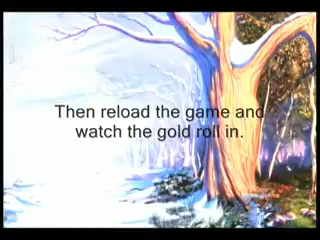 Then reload the game and
watch the gold roll in.